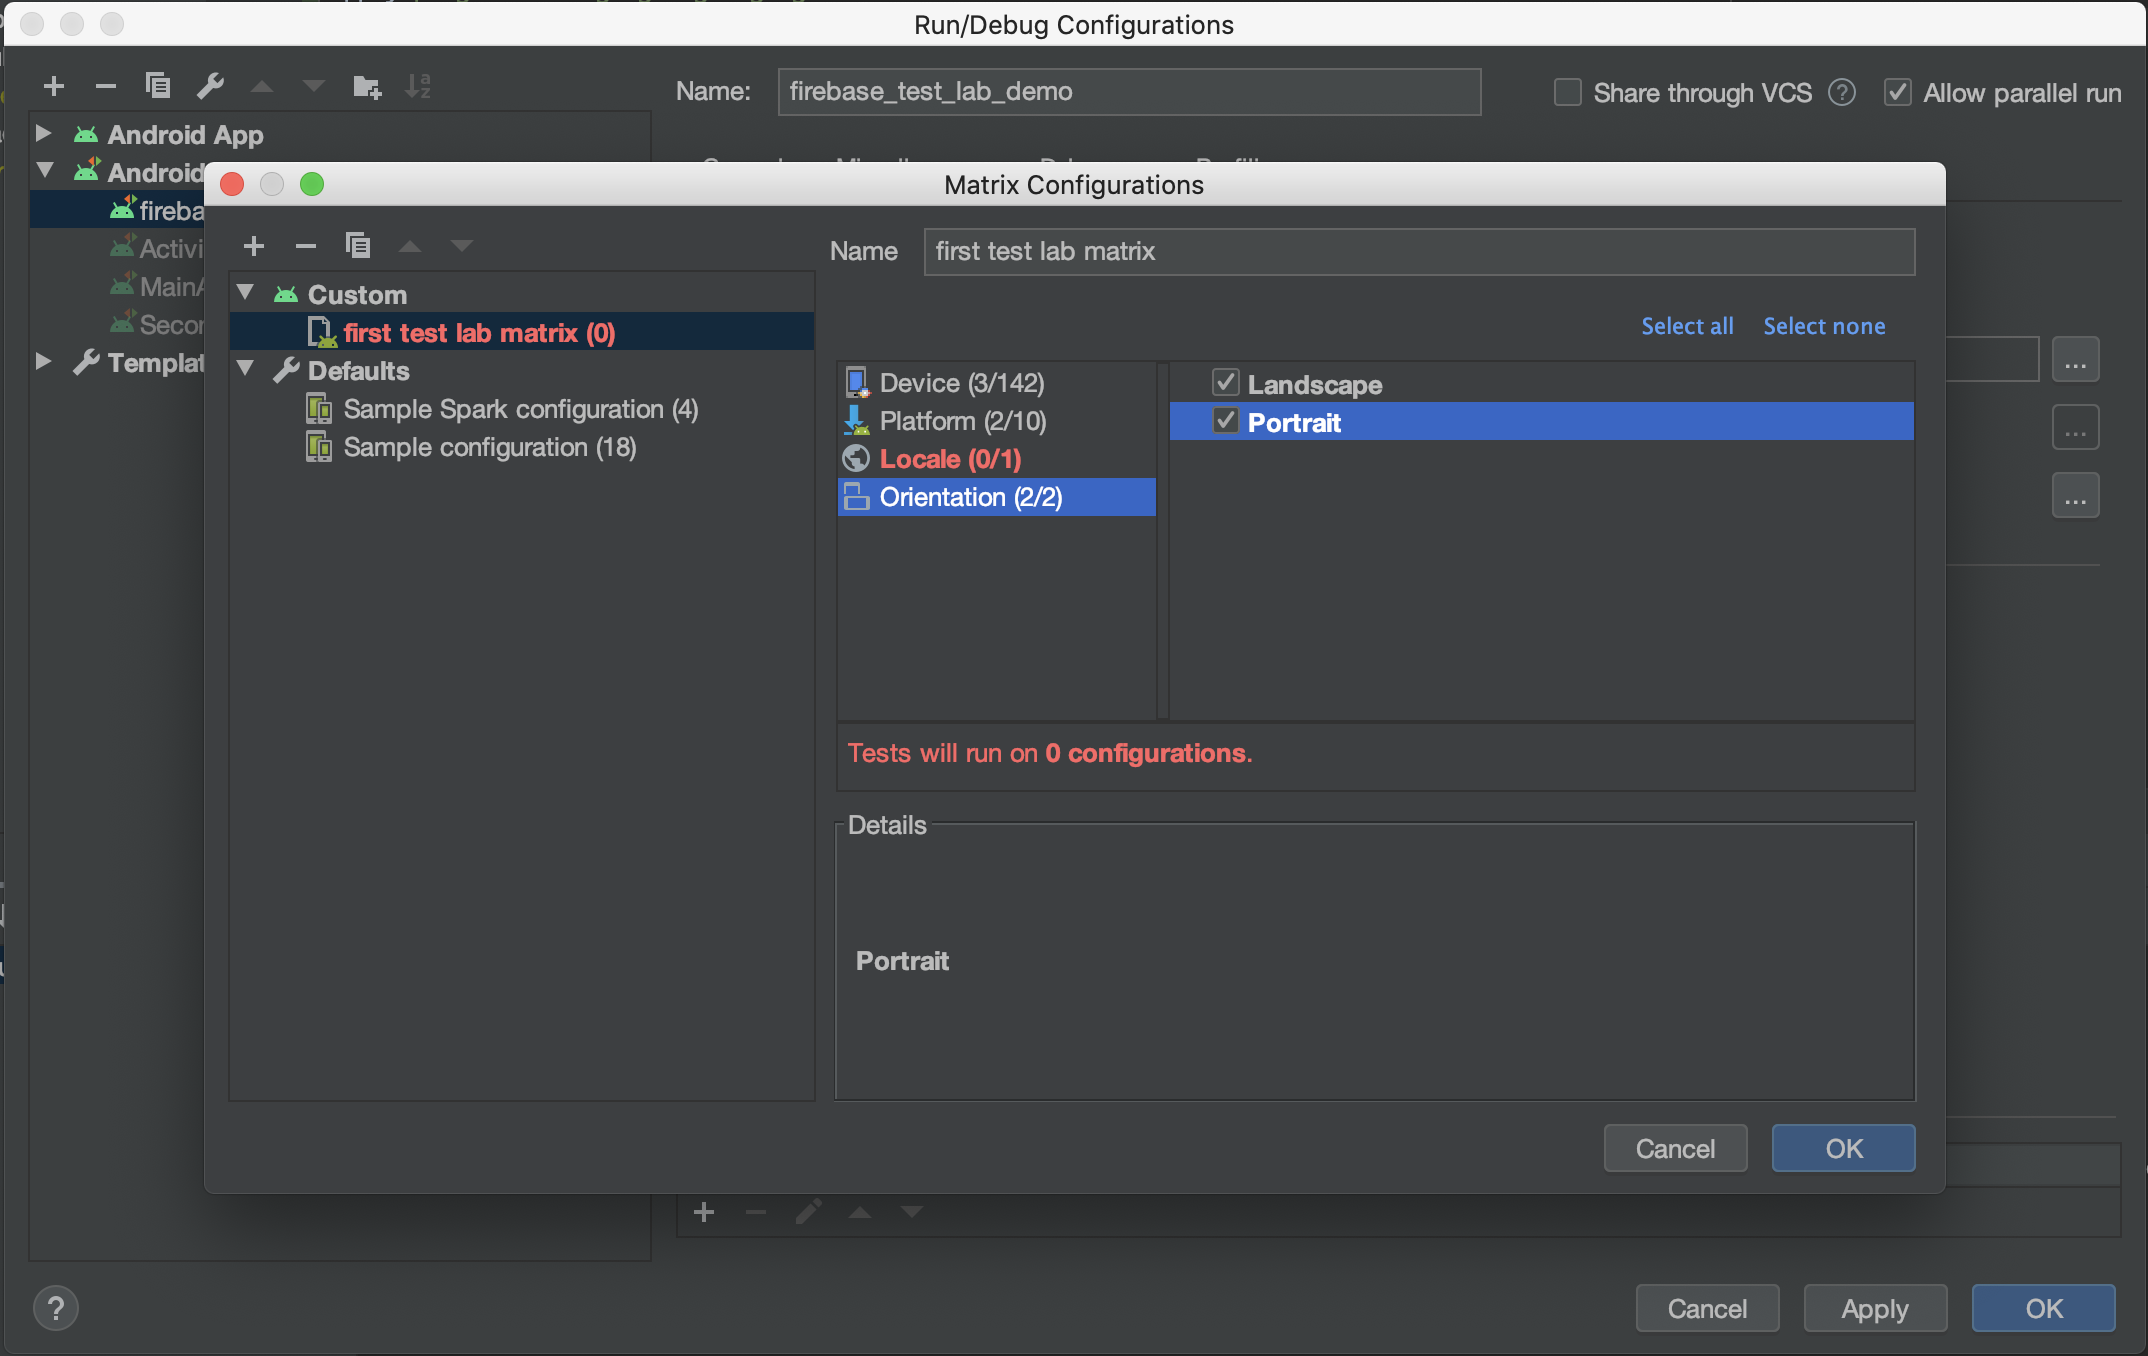 Run/Debug Configurations
Name: firebase_test_lab_demo
Share through VCS ?
Allow parallel run
Android App
Android
fireba
Activi
MainA
Secor
Templat
Matrix Configurations
Name first test lab matrix
Custom
first test lab matrix (0)
Defaults
Sample Spark configuration (4)
Sample configuration (18)
Select all Select none
Device (3/142)
Platform (2/10)
Locale (0/1)
Orientation (2/2)
Landscape
Portrait
Tests will run on 0 configurations.
Details
Portrait
Cancel OK
...
...
...
?
Cancel Apply OK